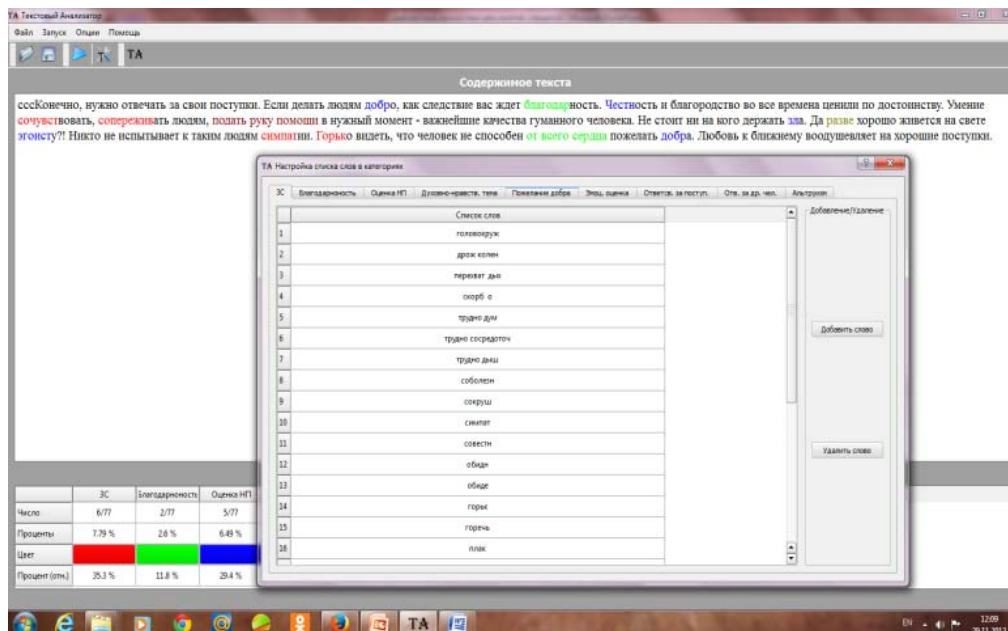 TA Текстовый Анализатор
Файл Запуск Опции Помощь
TA
Содержимое текста
сссКонечно, нужно отвечать за свои поступки. Если делать людям добро, как следствие вас ждет благодарность. Честность и благородство во все времена ценили по достоинству. Умение
сочувствовать, сопереживать людям, подать руку помощи в нужный момент - важнейшие качества гуманного человека. Не стоит ни на кого держать зла. Да разве хорошо живется на свете
эгоисту?! Никто не испытывает к таким людям симпатии. Горько видеть, что человек не способен от всего сердца пожелать добра. Любовь к ближнему воодушевляет на хорошие поступки.
TA Настройка списка слов в категориях
ЗС Благодарноность Оценка НП Духовно-нравств. тема Пожелание добра Эмоц. оценка Ответсв. за поступ. Отв. за др. чел. Альтруизм
Список слов
Добавление/Удаление
1 головокруж
2 дрож колен
3 перехват дых
4 скорб о
5 трудно дум
6 трудно сосредоточ
Добавить слово
7 трудно дыш
8 соболезн
9 сокруш
10 симпат
11 совестн
Удалить слово
12 обидн
13 обиде
14 горьк
15 горечь
16 плак
ЗС Благодарноность Оценка НП
Число 6/77 2/77 5/77
Проценты 7.79 % 2.6 % 6.49 %
Цвет
Процент (отн.) 35.3 % 11.8 % 29.4 %
TA
EN 12:09